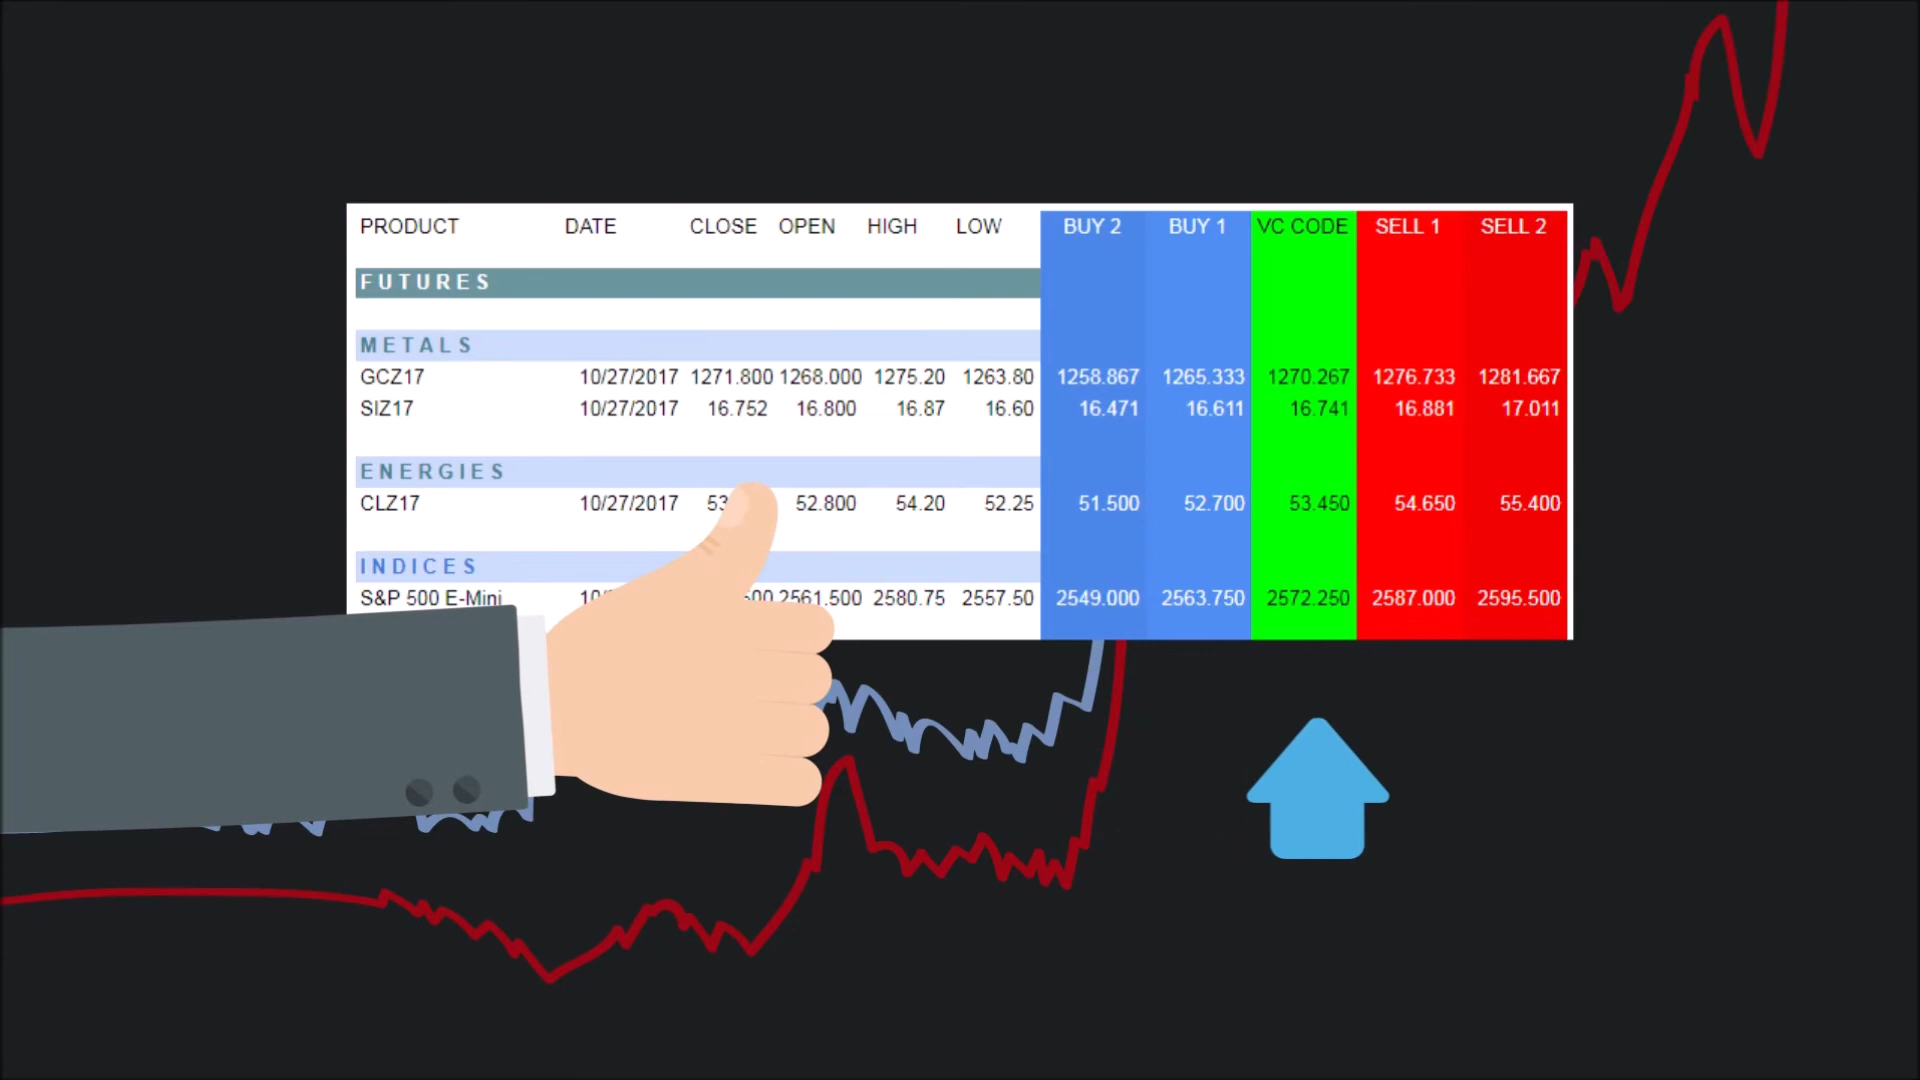 PRODUCT DATE CLOSE OPEN HIGH LOW BUY 2 BUY 1 VC CODE SELL 1 SELL 2
FUTURES
METALS
GCZ17 10/27/2017 1271.800 1268.000 1275.20 1263.80 1258.867 1265.333 1270.267 1276.733 1281.667
SIZ17 10/27/2017 16.752 16.800 16.87 16.60 16.471 16.611 16.741 16.881 17.011
ENERGIES
CLZ17 10/27/2017 52.800 54.20 52.25 51.500 52.700 53.450 54.650 55.400
INDICES
S&P 500 E-Mini 2561.500 2580.75 2557.50 2549.000 2563.750 2572.250 2587.000 2595.500